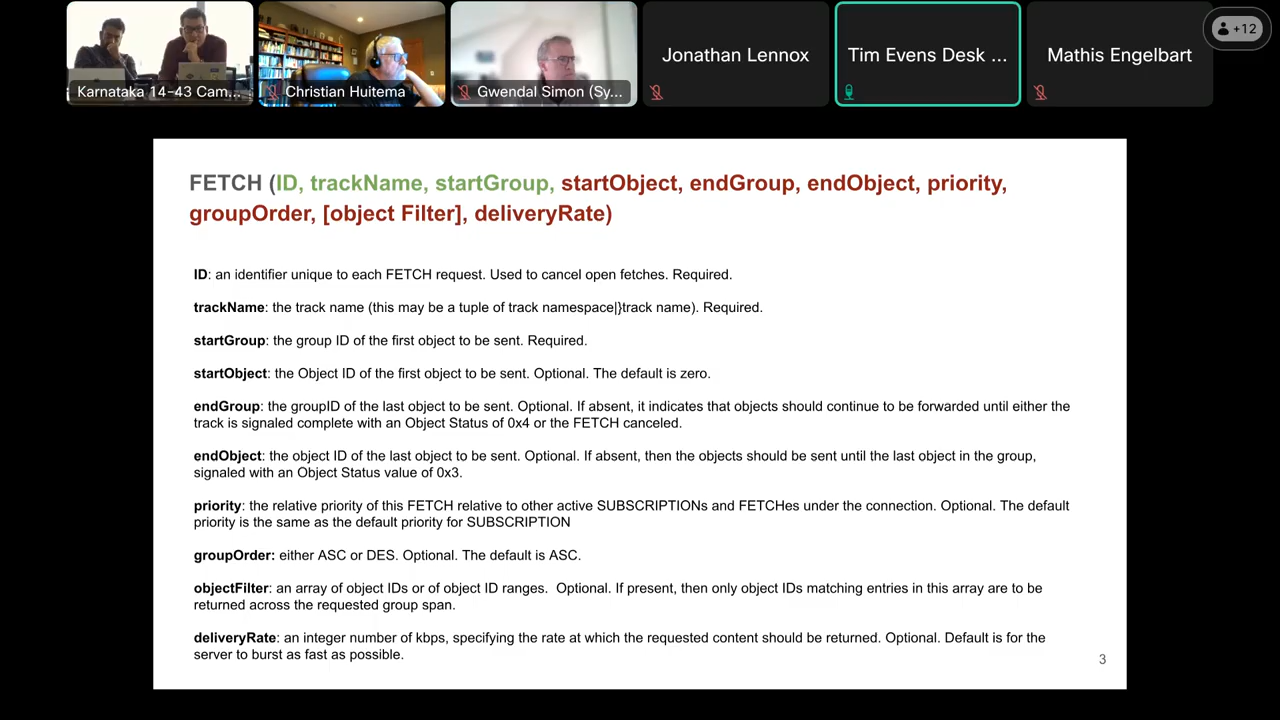 Karnataka 14-43 Cam...
Christian Huitema
Gwendal Simon (Sy...
Jonathan Lennox
Tim Evens Desk ...
Mathis Engelbart
+12
FETCH (ID, trackName, startGroup, startObject, endGroup, endObject, priority,
groupOrder, [object Filter], deliveryRate)
ID: an identifier unique to each FETCH request. Used to cancel open fetches. Required.
trackName: the track name (this may be a tuple of track namespace|}track name). Required.
startGroup: the group ID of the first object to be sent. Required.
startObject: the Object ID of the first object to be sent. Optional. The default is zero.
endGroup: the groupID of the last object to be sent. Optional. If absent, it indicates that objects should continue to be forwarded until either the
track is signaled complete with an Object Status of 0x4 or the FETCH canceled.
endObject: the object ID of the last object to be sent. Optional. If absent, then the objects should be sent until the last object in the group,
signaled with an Object Status value of 0x3.
priority: the relative priority of this FETCH relative to other active SUBSCRIPTIONs and FETCHes under the connection. Optional. The default
priority is the same as the default priority for SUBSCRIPTION
groupOrder: either ASC or DES. Optional. The default is ASC.
objectFilter: an array of object IDs or of object ID ranges.  Optional. If present, then only object IDs matching entries in this array are to be
returned across the requested group span.
deliveryRate: an integer number of kbps, specifying the rate at which the requested content should be returned. Optional. Default is for the
server to burst as fast as possible.
3